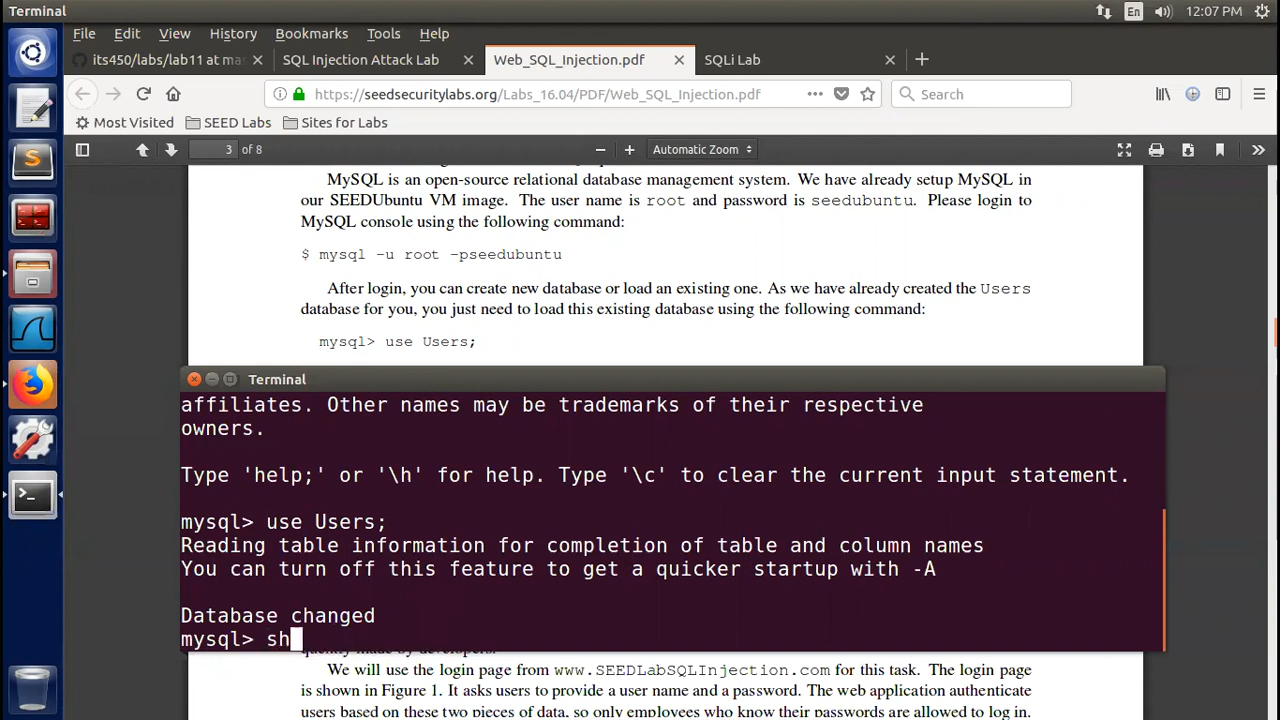 Terminal
En
12:07 PM
File Edit View History Bookmarks Tools Help
its450/labs/lab11 at ma
SQL Injection Attack Lab
Web_SQL_Injection.pdf
SQLi Lab
https://seedsecuritylabs.org/Labs_16.04/PDF/Web_SQL_Injection.pdf
Search
Most Visited
SEED Labs
Sites for Labs
3 of 8
Automatic Zoom
MySQL is an open-source relational database management system. We have already setup MySQL in
our SEEDUbuntu VM image. The user name is root and password is seedubuntu. Please login to
MySQL console using the following command:
$ mysql -u root -pseedubuntu
After login, you can create new database or load an existing one. As we have already created the Users
database for you, you just need to load this existing database using the following command:
mysql> use Users;
Terminal
affiliates. Other names may be trademarks of their respective
owners.
Type 'help;' or '\h' for help. Type '\c' to clear the current input statement.
mysql> use Users;
Reading table information for completion of table and column names
You can turn off this feature to get a quicker startup with -A
Database changed
mysql> sh
quently made by developers.
We will use the login page from www.SEEDLabSQLInjection.com for this task. The login page
is shown in Figure 1. It asks users to provide a user name and a password. The web application authenticate
users based on these two pieces of data, so only employees who know their passwords are allowed to log in.